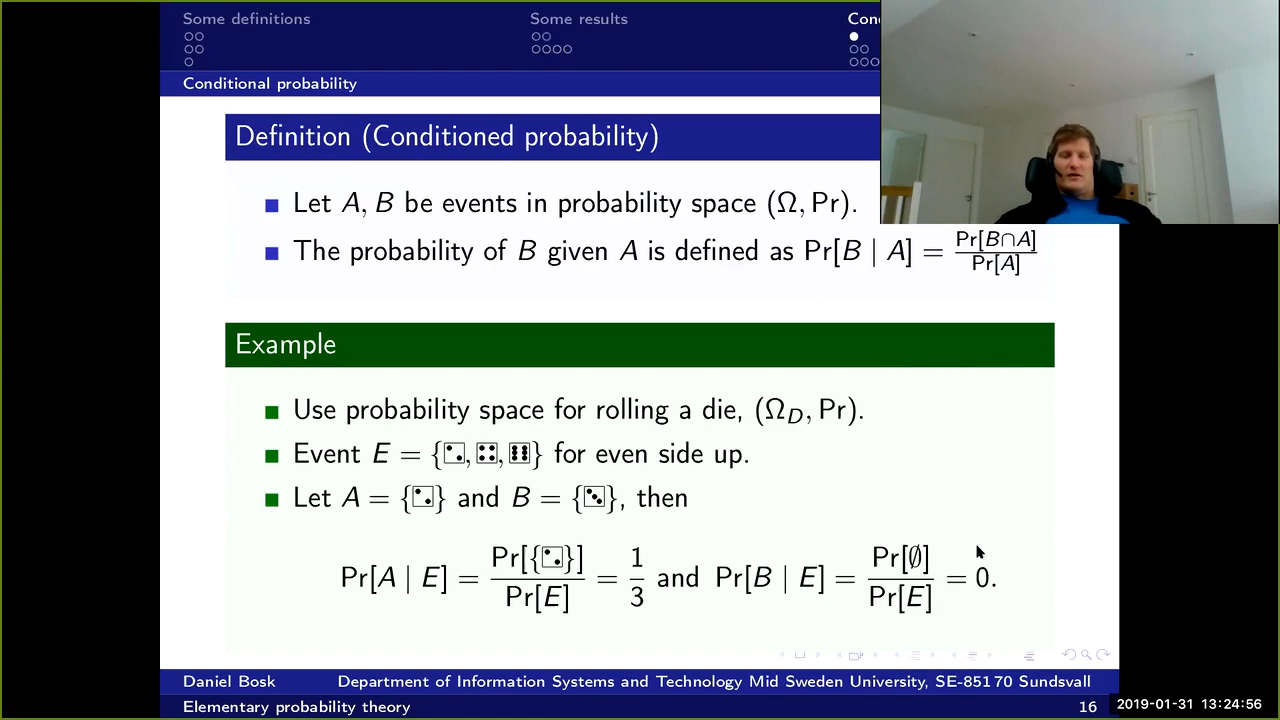 Some definitions
Some results
Con
Conditional probability
Definition (Conditioned probability)
Let A, B be events in probability space (Ω, Pr).
The probability of B given A is defined as Pr[B | A] = Pr[B∩A] / Pr[A]
Example
Use probability space for rolling a die, (Ω_D, Pr).
Event E = {⚁, ⚃, ⚅} for even side up.
Let A = {⚁} and B = {⚂}, then
Pr[A | E] = Pr[{⚁}] / Pr[E] = 1/3 and Pr[B | E] = Pr[∅] / Pr[E] = 0.
Daniel Bosk
Department of Information Systems and Technology Mid Sweden University, SE-851 70 Sundsvall
Elementary probability theory
16
2019-01-31 13:24:56